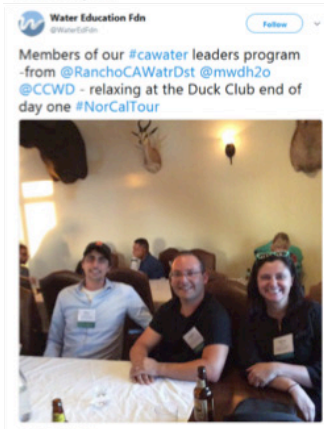 Water Education Fdn
@WaterEdFdn
Follow
Members of our #cawater leaders program
-from @RanchoCAWatrDst @mwdh2o
@CCWD - relaxing at the Duck Club end of
day one #NorCalTour